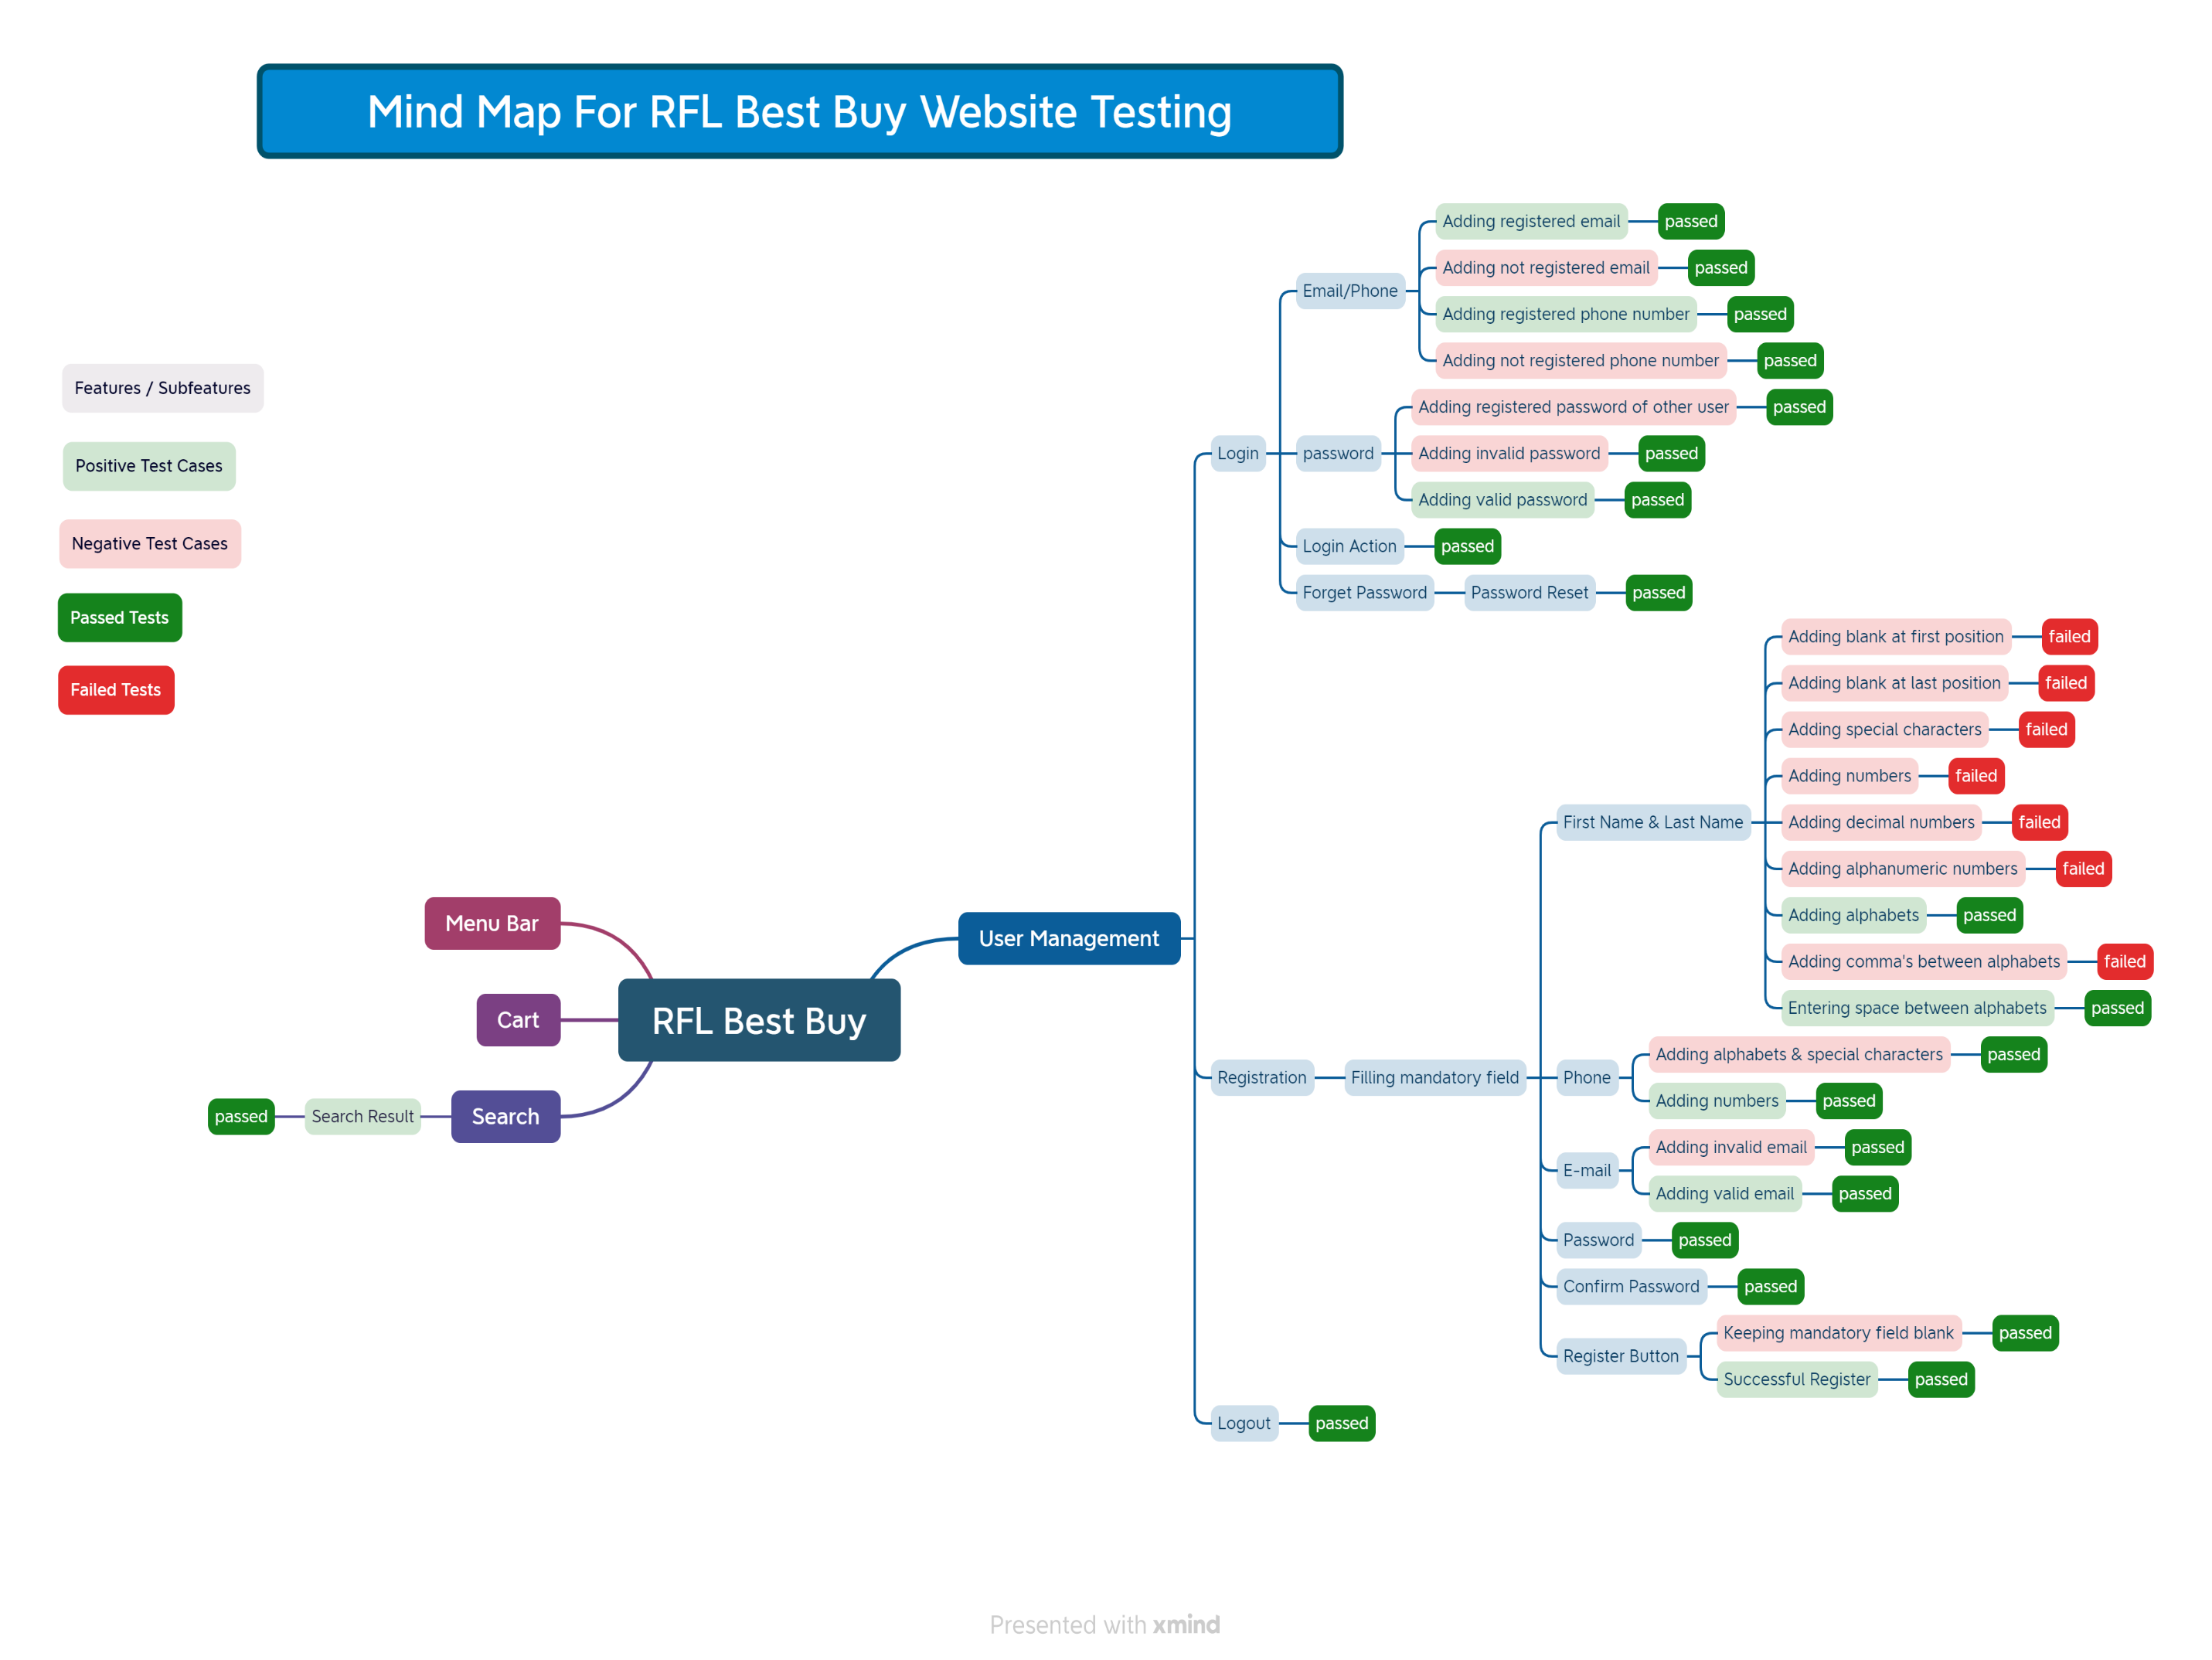 Mind Map For RFL Best Buy Website Testing
Features / Subfeatures
Positive Test Cases
Negative Test Cases
Passed Tests
Failed Tests
RFL Best Buy
Menu Bar
Cart
Search
Search Result
passed
User Management
Login
Email/Phone
Adding registered email
passed
Adding not registered email
passed
Adding registered phone number
passed
Adding not registered phone number
passed
password
Adding registered password of other user
passed
Adding invalid password
passed
Adding valid password
passed
Login Action
passed
Forget Password
Password Reset
passed
Registration
Filling mandatory field
First Name & Last Name
Adding blank at first position
failed
Adding blank at last position
failed
Adding special characters
failed
Adding numbers
failed
Adding decimal numbers
failed
Adding alphanumeric numbers
failed
Adding alphabets
passed
Adding comma's between alphabets
failed
Entering space between alphabets
passed
Phone
Adding alphabets & special characters
passed
Adding numbers
passed
E-mail
Adding invalid email
passed
Adding valid email
passed
Password
passed
Confirm Password
passed
Register Button
Keeping mandatory field blank
passed
Successful Register
passed
Logout
passed
Presented with xmind